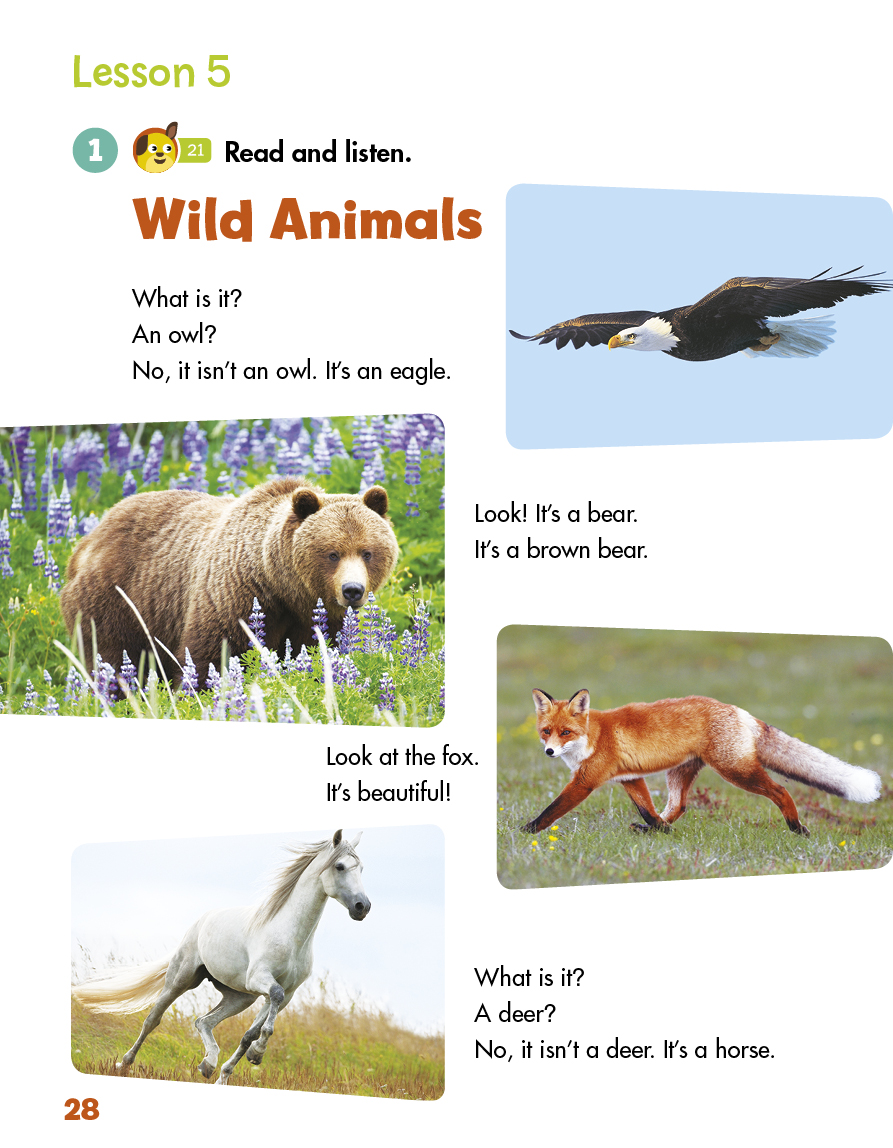 Lesson 5
1 21 Read and listen.
Wild Animals
What is it?
An owl?
No, it isn't an owl. It's an eagle.
Look! It's a bear.
It's a brown bear.
Look at the fox.
It's beautiful!
What is it?
A deer?
No, it isn't a deer. It's a horse.
28